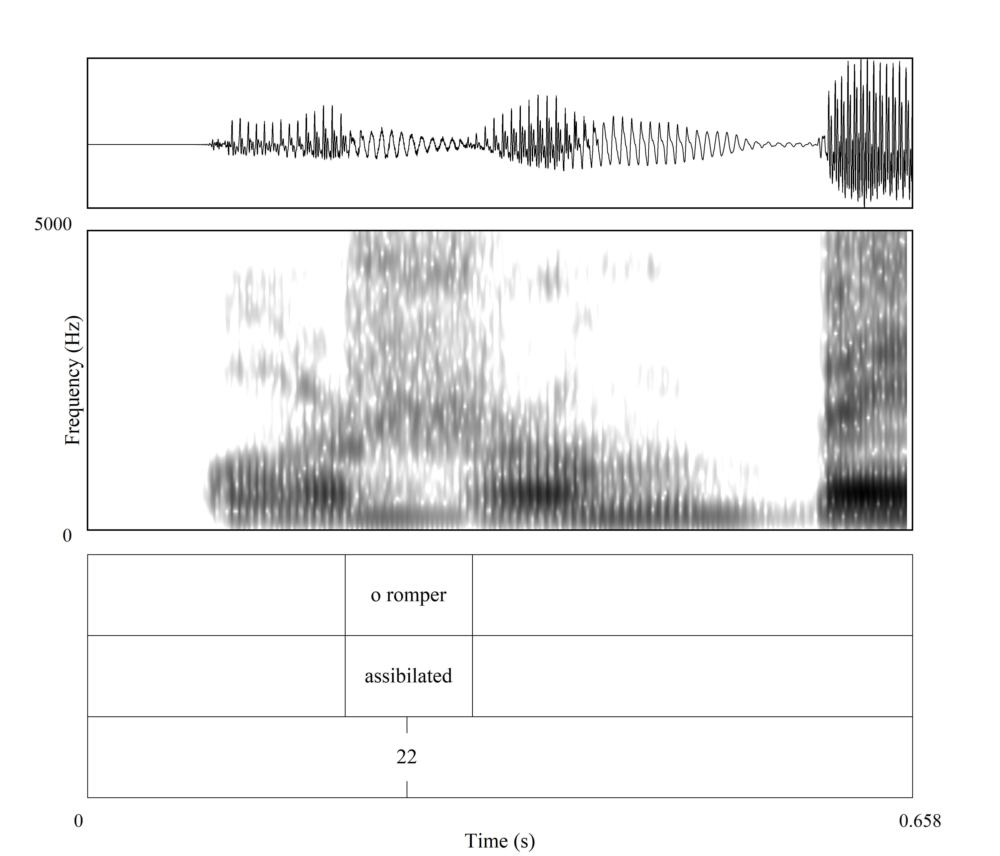 5000
Frequency (Hz)
0
o romper
assibilated
22
0
0.658
Time (s)